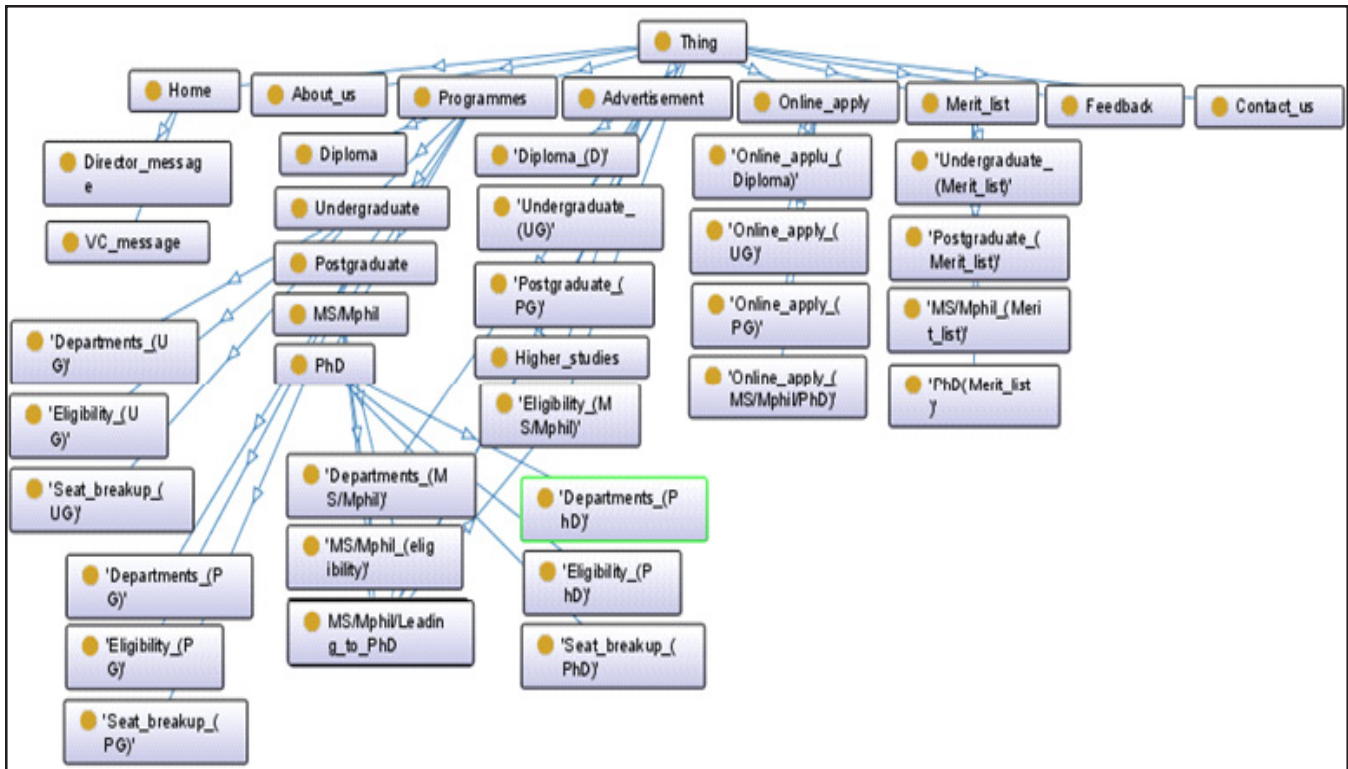 Thing
Home
About_us
Programmes
Advertisement
Online_apply
Merit_list
Feedback
Contact_us
Director_messag
e
VC_message
Diploma
Undergraduate
Postgraduate
MS/Mphil
PhD
'Departments_(U
G)'
'Eligibility_(U
G)'
'Seat_breakup_(
UG)'
'Departments_(P
G)'
'Eligibility_(P
G)'
'Seat_breakup_(
PG)'
'Departments_(M
S/Mphil)'
'MS/Mphil_(elig
ibility)'
MS/Mphil/Leadin
g_to_PhD
'Departments_(P
hD)'
'Eligibility_(P
hD)'
'Seat_breakup_(
PhD)'
'Diploma_(D)'
'Undergraduate_
(UG)'
'Postgraduate_(
PG)'
Higher_studies
'Eligibility_(M
S/Mphil)'
'Online_applu_(
Diploma)'
'Online_apply_(
UG)'
'Online_apply_(
PG)'
'Online_apply_(
MS/Mphil/PhD)'
'Undergraduate_
(Merit_list)'
'Postgraduate_(
Merit_list)'
'MS/Mphil_(Meri
t_list)'
'PhD(Merit_list
)'